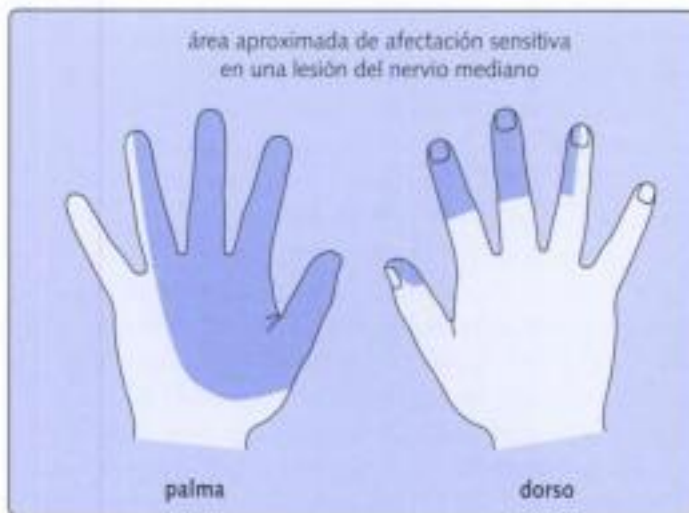 área aproximada de afectación sensitiva
en una lesión del nervio mediano
palma
dorso